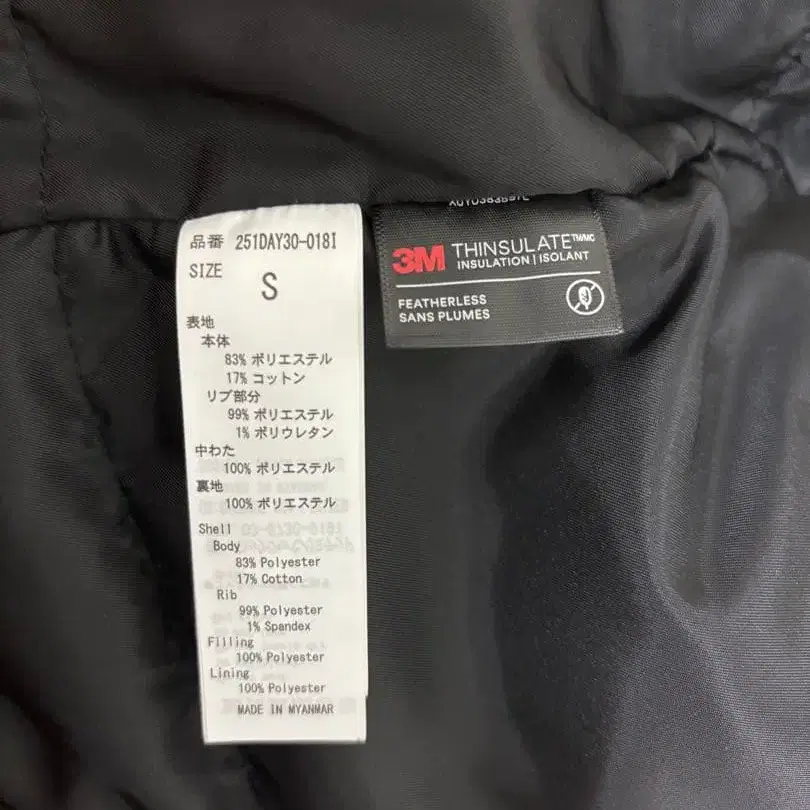 品番 251DAY30-018I
SIZE
S
表地
本体
83% ポリエステル
17% コットン
リブ部分
99% ポリエステル
1% ポリウレタン
中わた
100% ポリエステル
裏地
100% ポリエステル
Shell
Body
83% Polyester
17% Cotton
Rib
99% Polyester
1% Spandex
Filling
100% Polyester
Lining
100% Polyester
MADE IN MYANMAR
3M THINSULATE™MC
INSULATION | ISOLANT
FEATHERLESS
SANS PLUMES